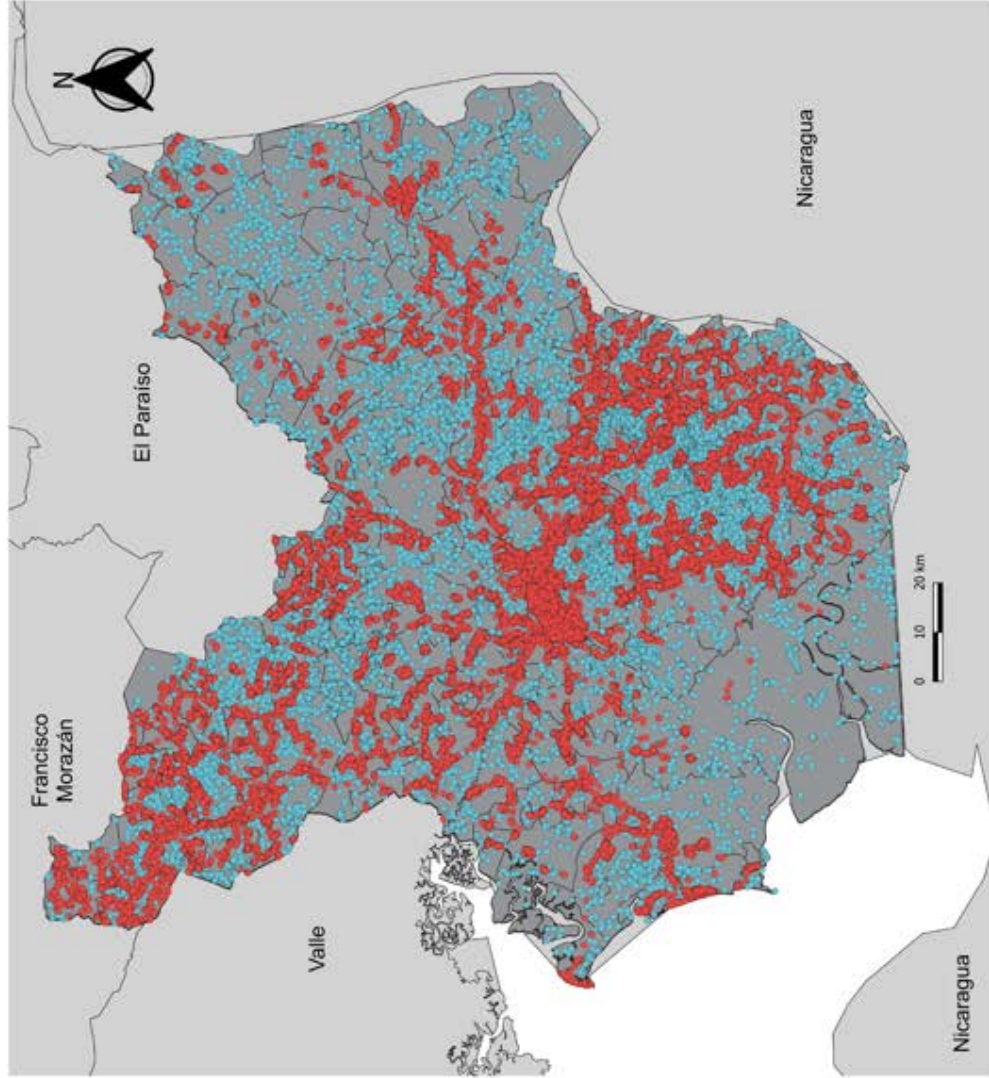 N
Francisco
Morazán
El Paraíso
Valle
Nicaragua
0 10 20 km
Nicaragua